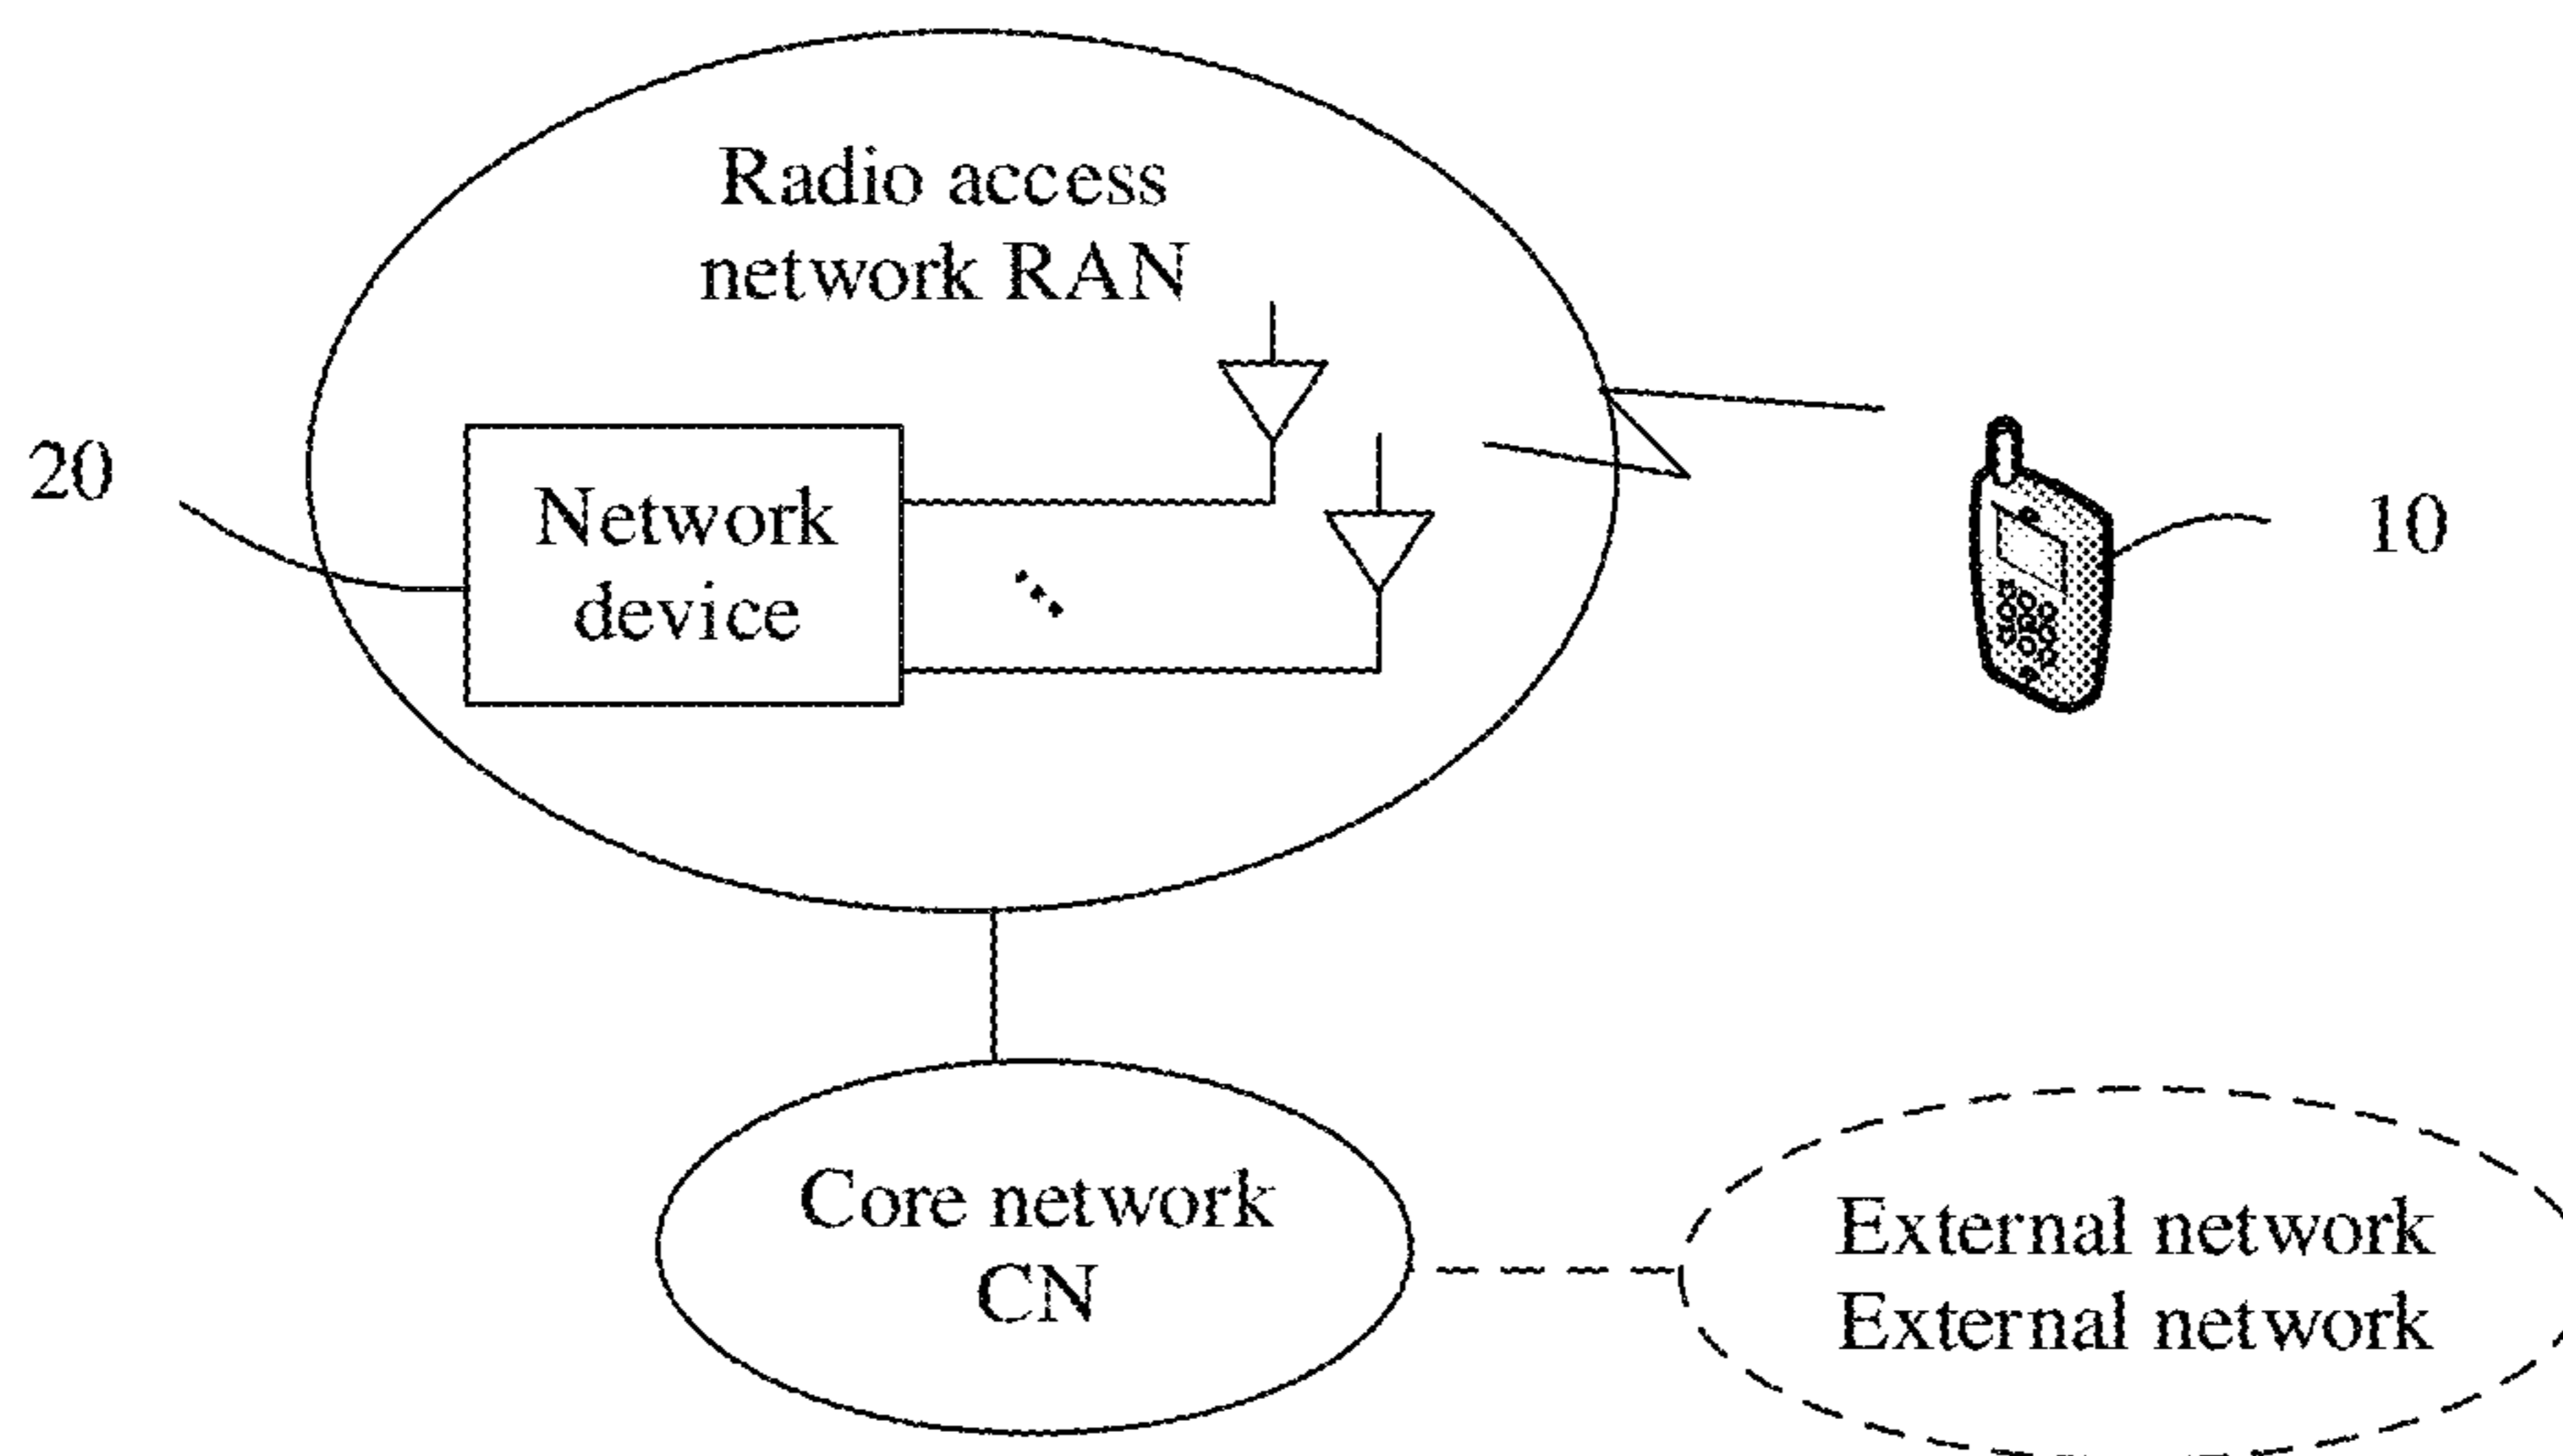 Radio access
network RAN
20
Network
device
10
Core network
CN
External network
External network